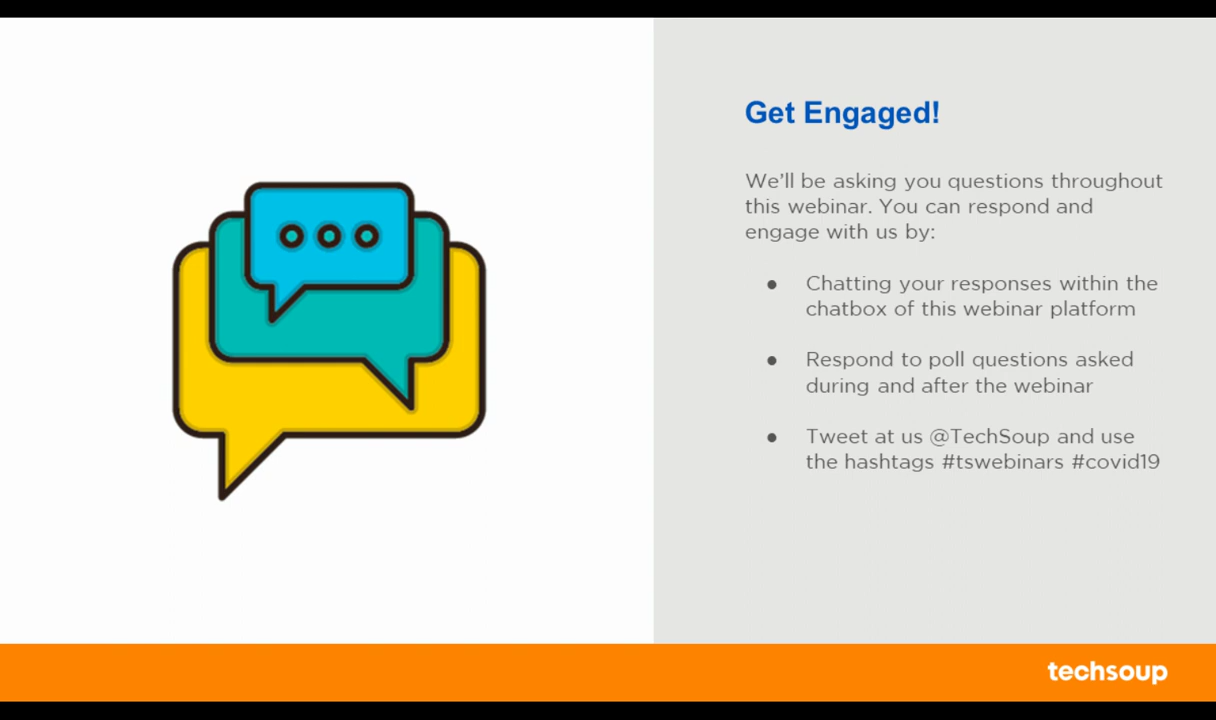 Get Engaged!
We'll be asking you questions throughout
this webinar. You can respond and
engage with us by:
● Chatting your responses within the
chatbox of this webinar platform
● Respond to poll questions asked
during and after the webinar
● Tweet at us @TechSoup and use
the hashtags #tswebinars #covid19
techsoup